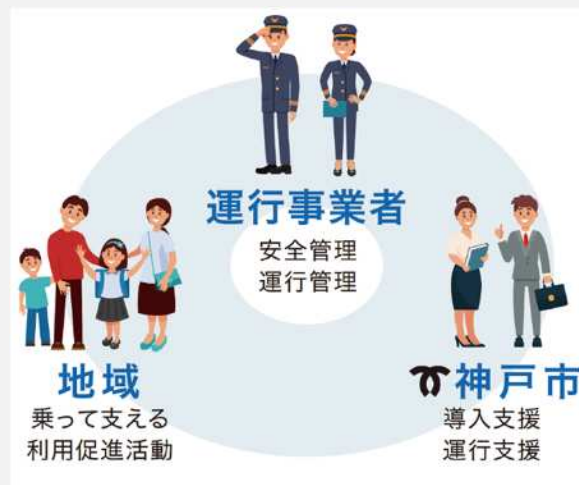 運行事業者
安全管理
運行管理
地域
乗って支える
利用促進活動
神戸市
導入支援
運行支援